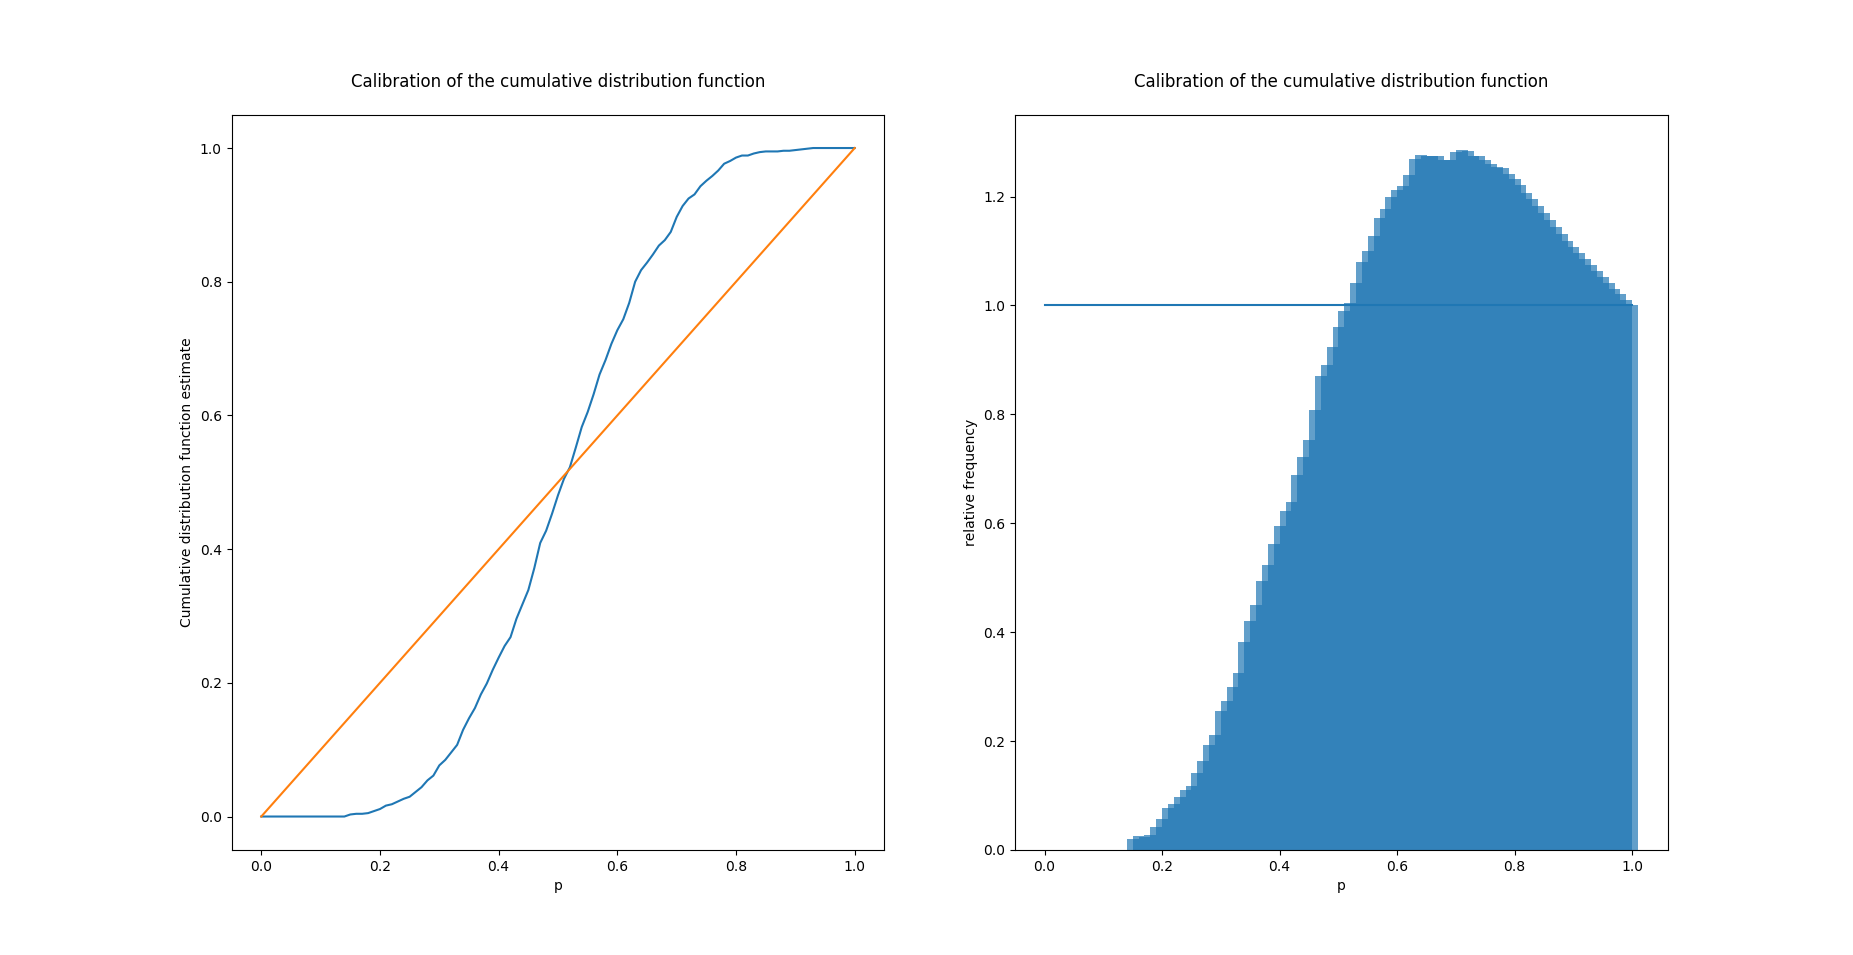 Calibration of the cumulative distribution function
Cumulative distribution function estimate
1.0
0.8
0.6
0.4
0.2
0.0
0.0 0.2 0.4 0.6 0.8 1.0
p
Calibration of the cumulative distribution function
relative frequency
1.2
1.0
0.8
0.6
0.4
0.2
0.0
0.0 0.2 0.4 0.6 0.8 1.0
p